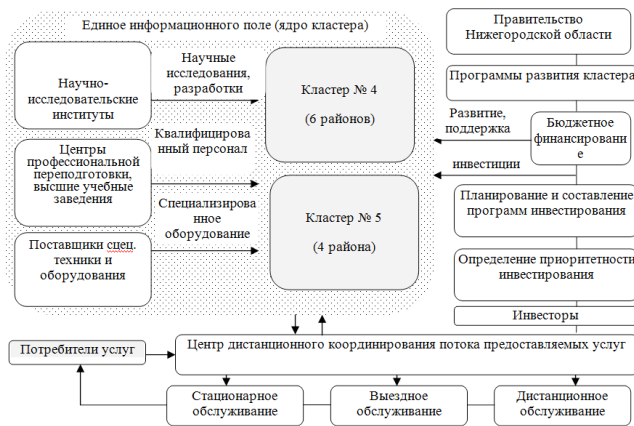 Единое информационного поле (ядро кластера)
Научно-
исследовательские
институты
Научные
исследования,
разработки
Кластер № 4
(6 районов)
Центры
профессиональной
переподготовки,
высшие учебные
заведения
Квалифициров
анный персонал
Специализирова
нное
оборудование
Кластер № 5
(4 района)
Поставщики спец.
техники и
оборудования
Правительство
Нижегородской области
Программы развития кластера
Развитие,
поддержка
Бюджетное
финансировани
е
инвестиции
Планирование и составление
программ инвестирования
Определение приоритетности
инвестирования
Инвесторы
Потребители услуг
Центр дистанционного координирования потока предоставляемых услуг
Стационарное
обслуживание
Выездное
обслуживание
Дистанционное
обслуживание